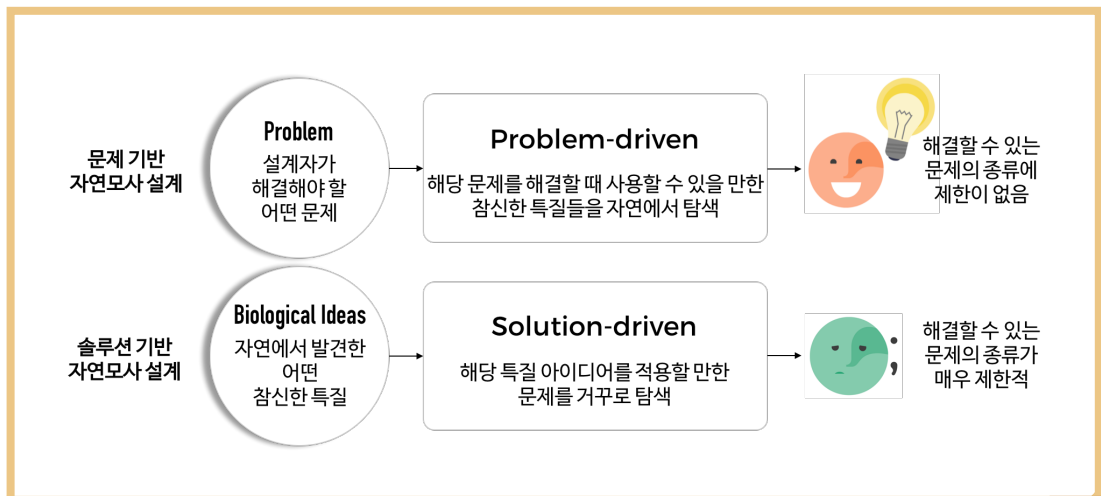 문제 기반
자연모사 설계
Problem
설계자가
해결해야 할
어떤 문제
Problem-driven
해당 문제를 해결할 때 사용할 수 있을 만한
참신한 특질들을 자연에서 탐색
해결할 수 있는
문제의 종류에
제한이 없음
솔루션 기반
자연모사 설계
Biological Ideas
자연에서 발견한
어떤
참신한 특질
Solution-driven
해당 특질 아이디어를 적용할 만한
문제를 거꾸로 탐색
;
해결할 수 있는
문제의 종류가
매우 제한적